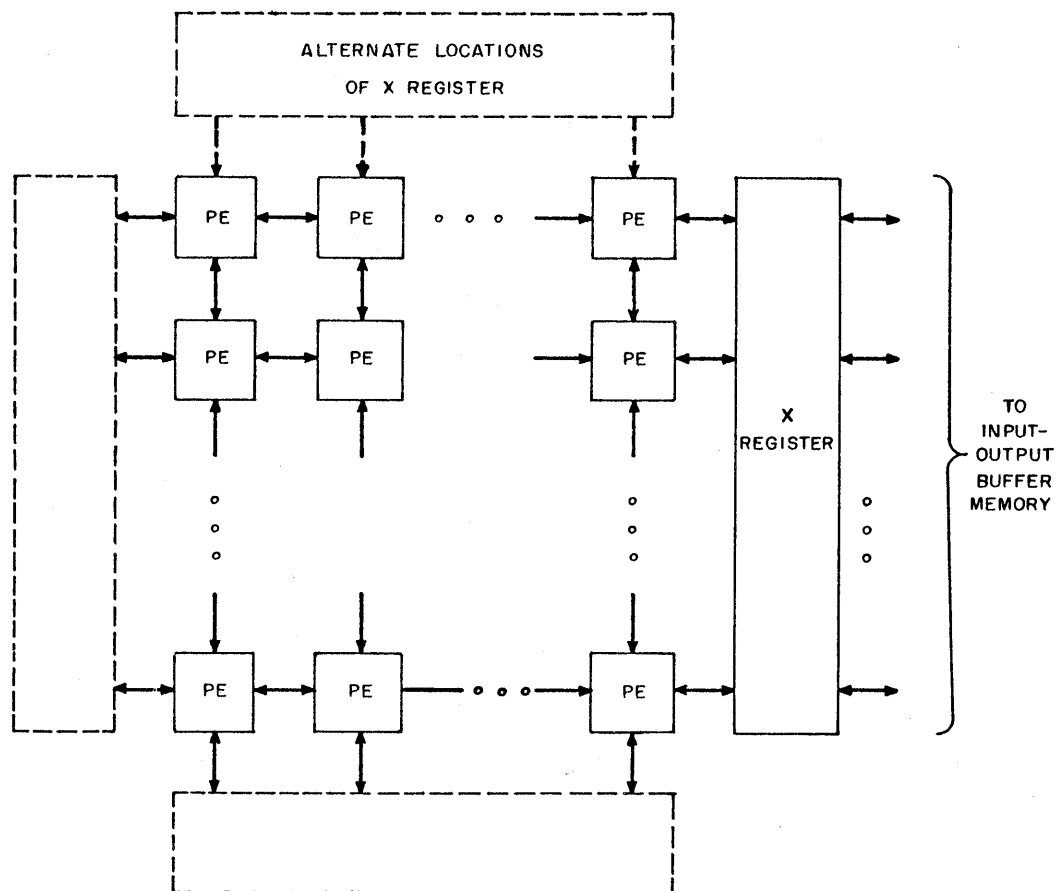 ALTERNATE LOCATIONS
OF X REGISTER
PE PE PE
PE PE PE
X
REGISTER
TO
INPUT-
OUTPUT
BUFFER
MEMORY
PE PE PE